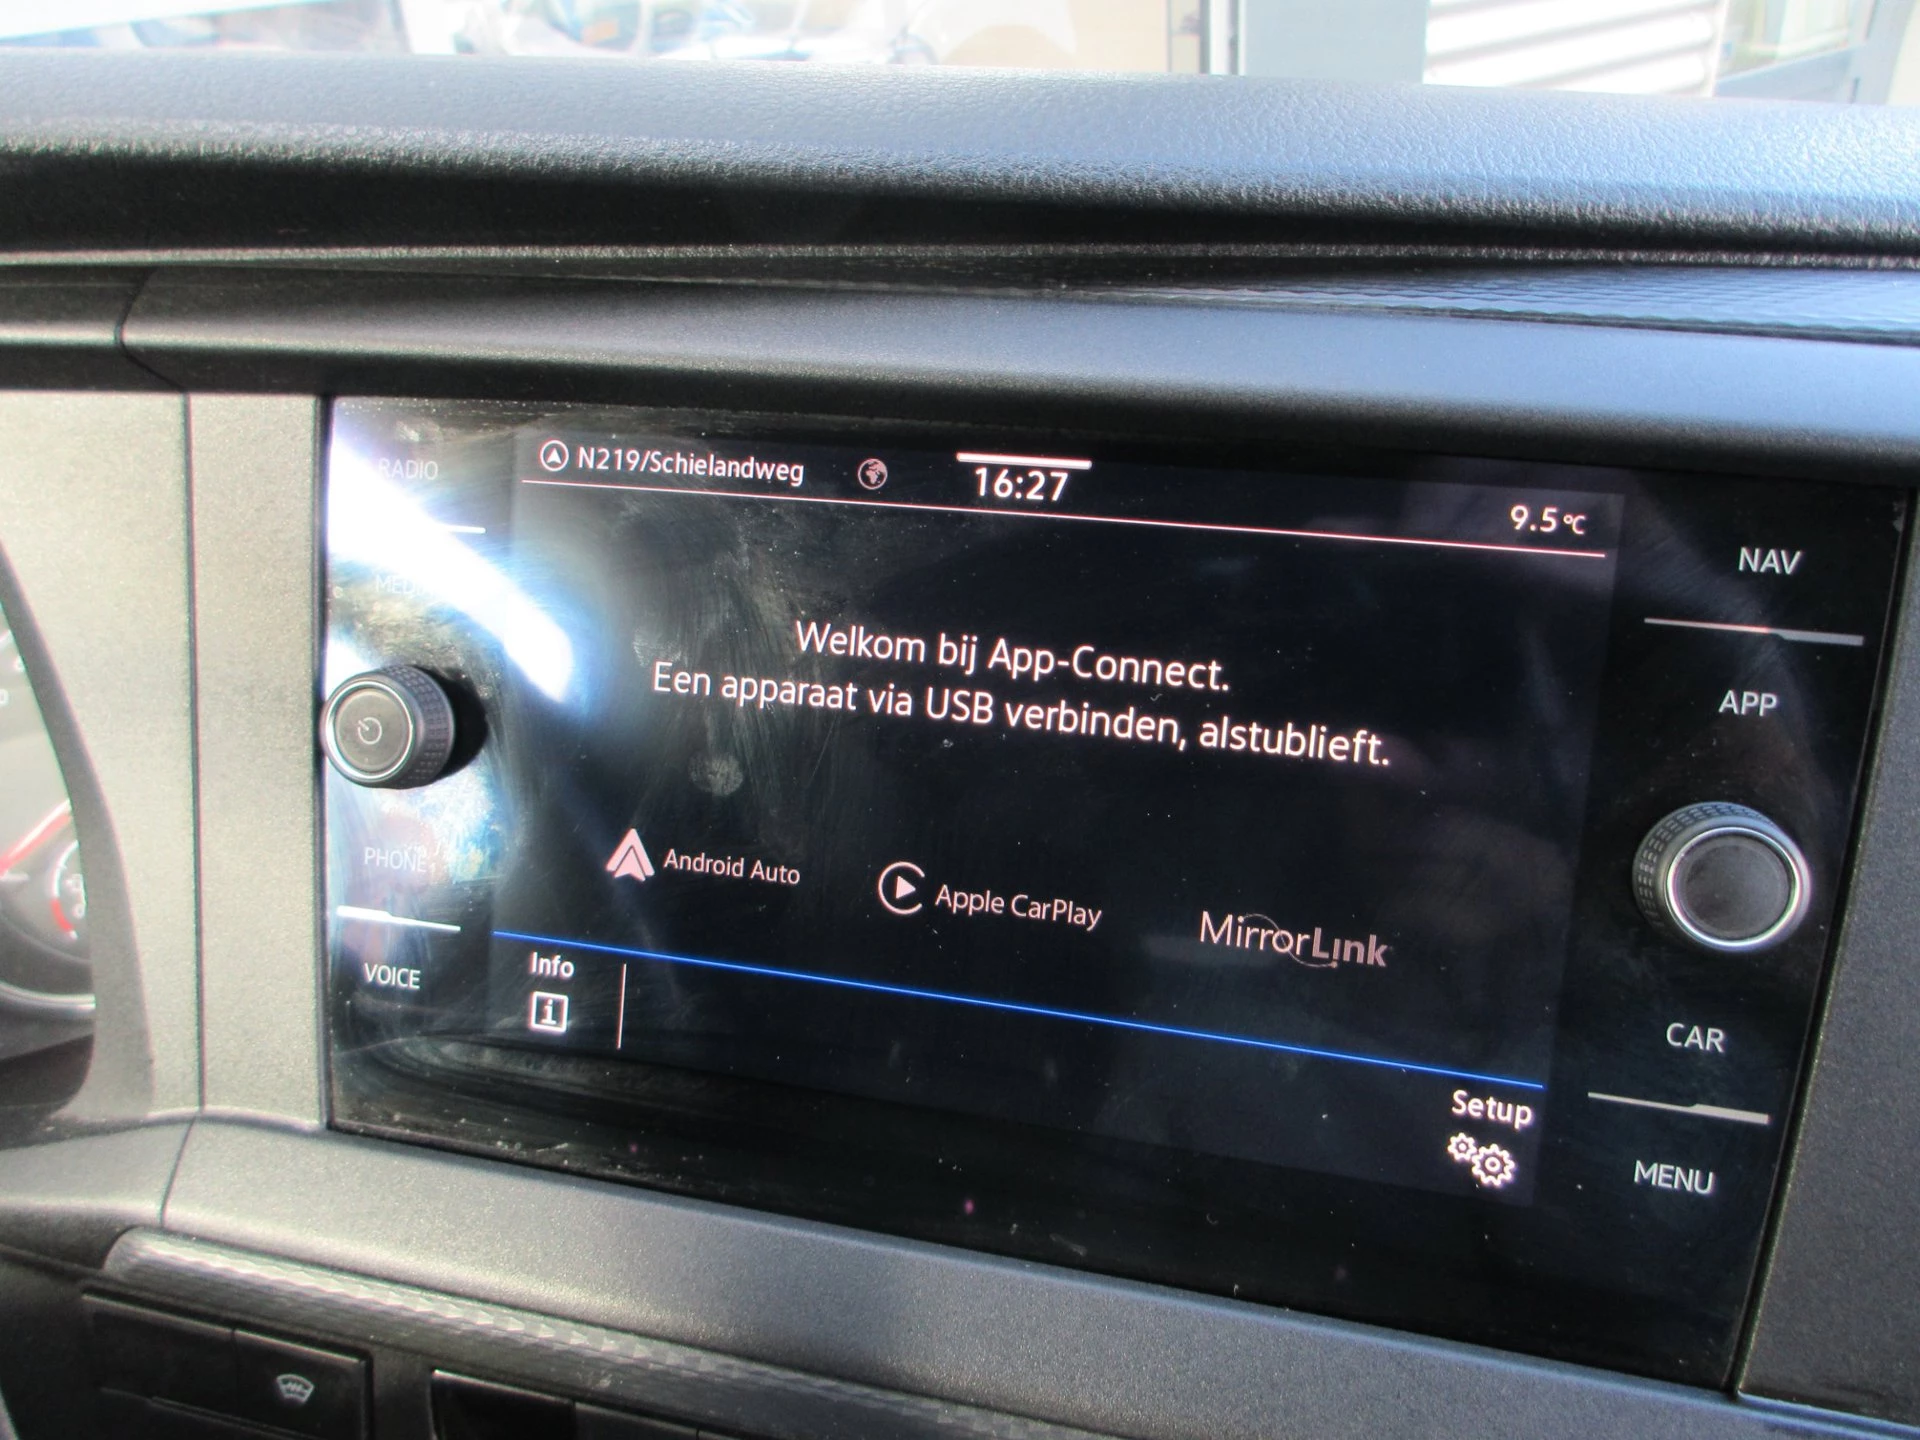 RADIO
MEDIA
PHONE
VOICE
N219/Schielandweg
16:27
9.5°C
Welkom bij App-Connect.
Een apparaat via USB verbinden, alstublieft.
Android Auto
Apple CarPlay
MirrorLink
Info
i
Setup
NAV
APP
CAR
MENU